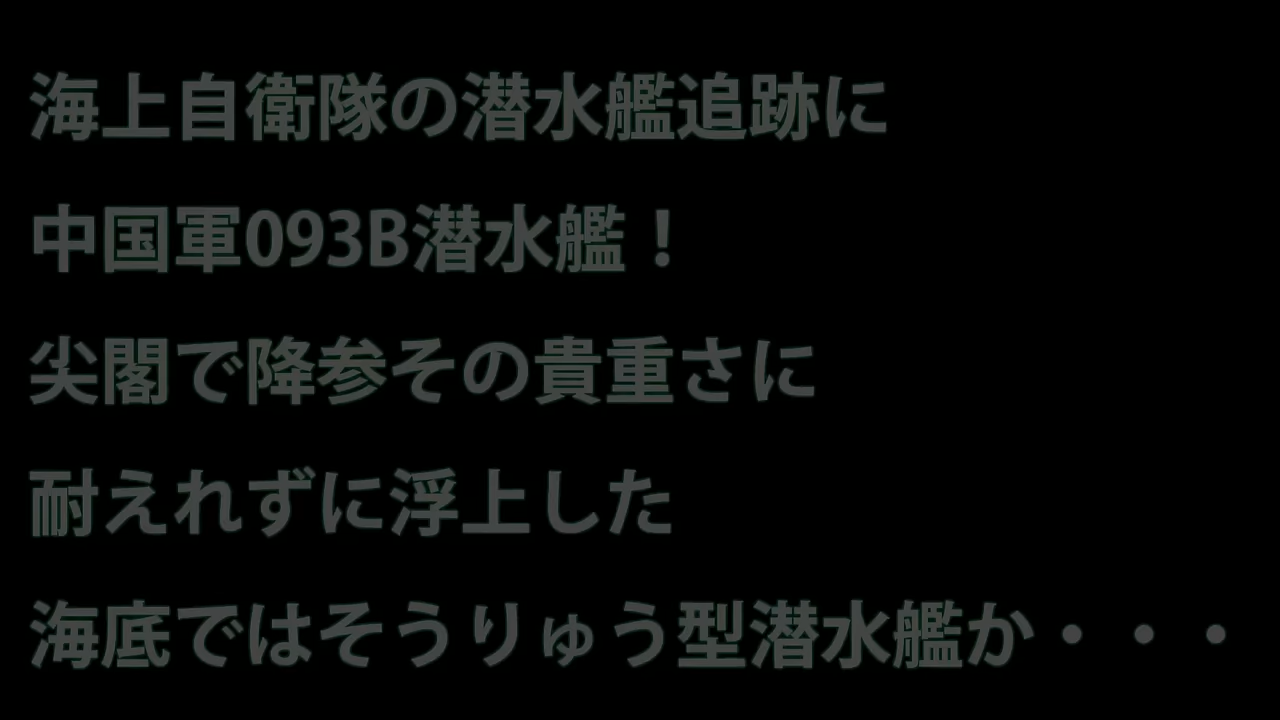 海上自衛隊の潜水艦追跡に
中国軍093B潜水艦！
尖閣で降参その貴重さに
耐えれずに浮上した
海底ではそうりゅう型潜水艦か・・・